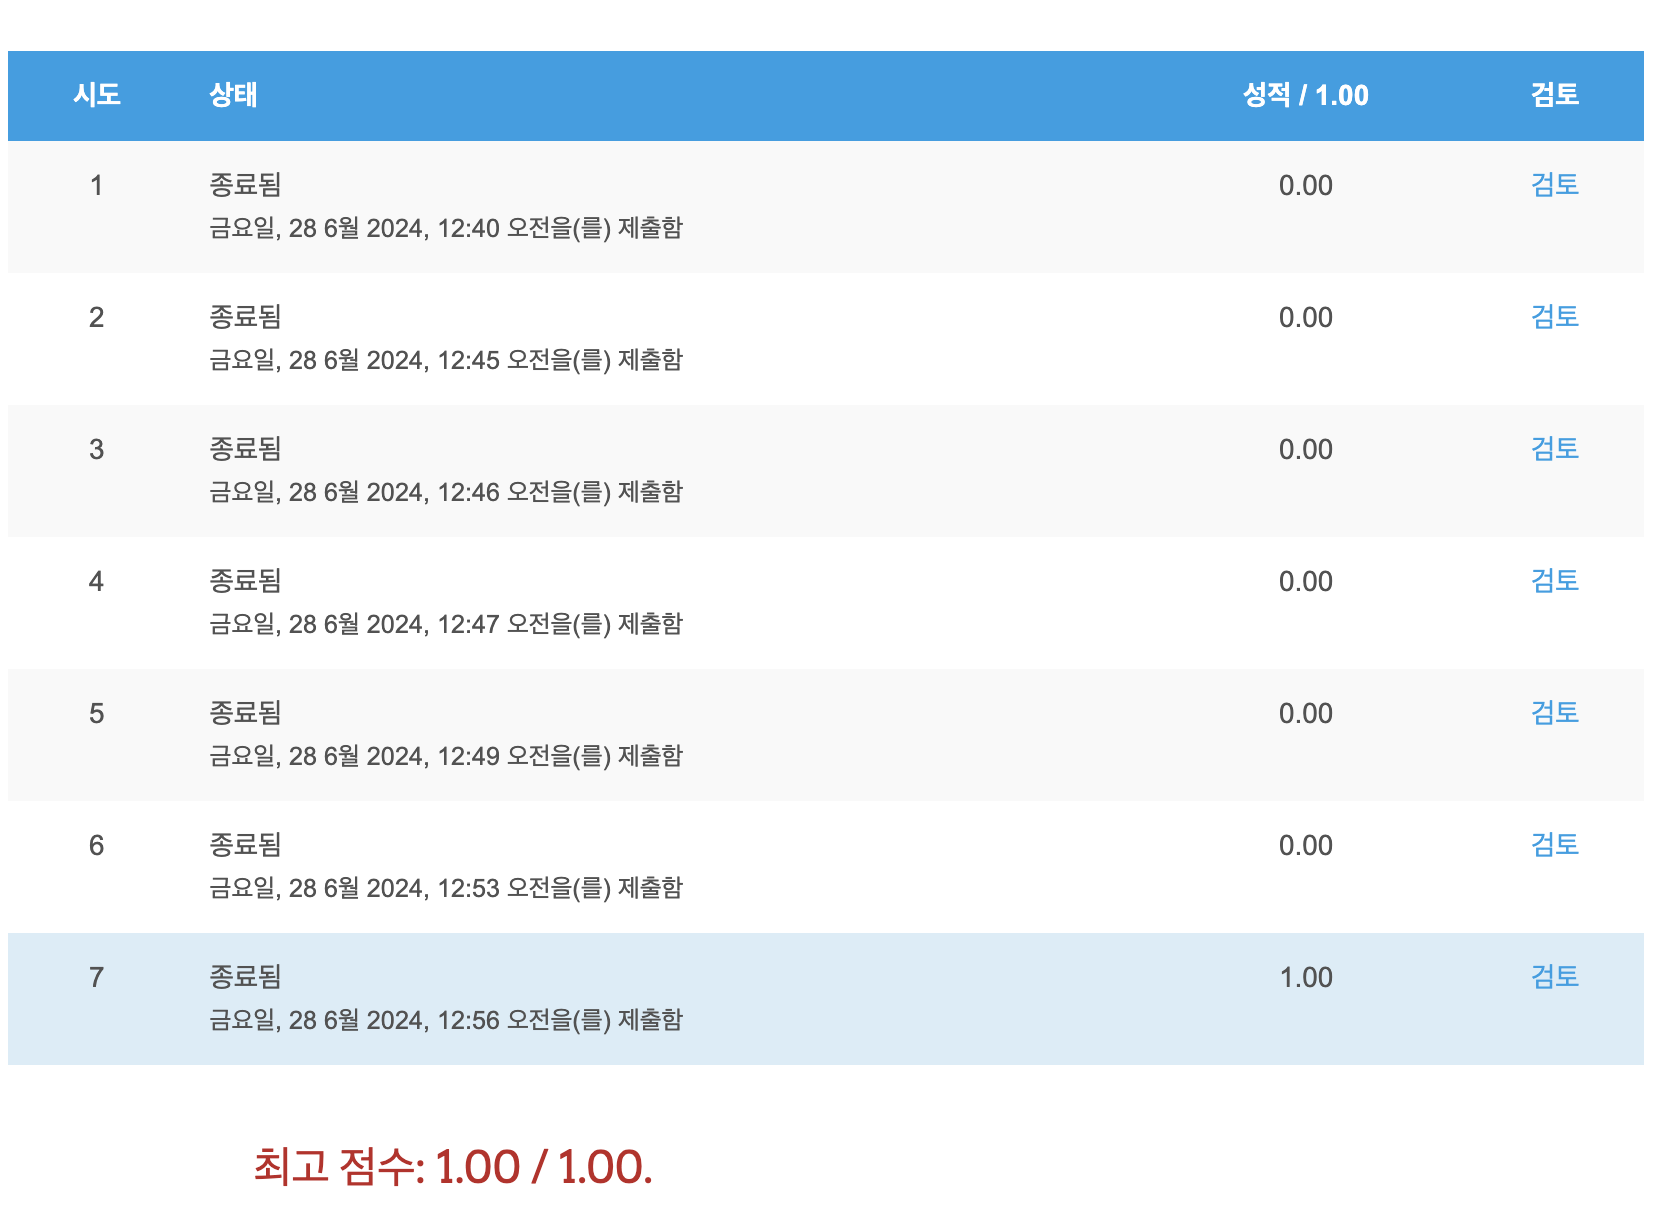 시도 상태 성적 / 1.00 검토
1 종료됨 0.00 검토
금요일, 28 6월 2024, 12:40 오전을(를) 제출함
2 종료됨 0.00 검토
금요일, 28 6월 2024, 12:45 오전을(를) 제출함
3 종료됨 0.00 검토
금요일, 28 6월 2024, 12:46 오전을(를) 제출함
4 종료됨 0.00 검토
금요일, 28 6월 2024, 12:47 오전을(를) 제출함
5 종료됨 0.00 검토
금요일, 28 6월 2024, 12:49 오전을(를) 제출함
6 종료됨 0.00 검토
금요일, 28 6월 2024, 12:53 오전을(를) 제출함
7 종료됨 1.00 검토
금요일, 28 6월 2024, 12:56 오전을(를) 제출함
최고 점수: 1.00 / 1.00.